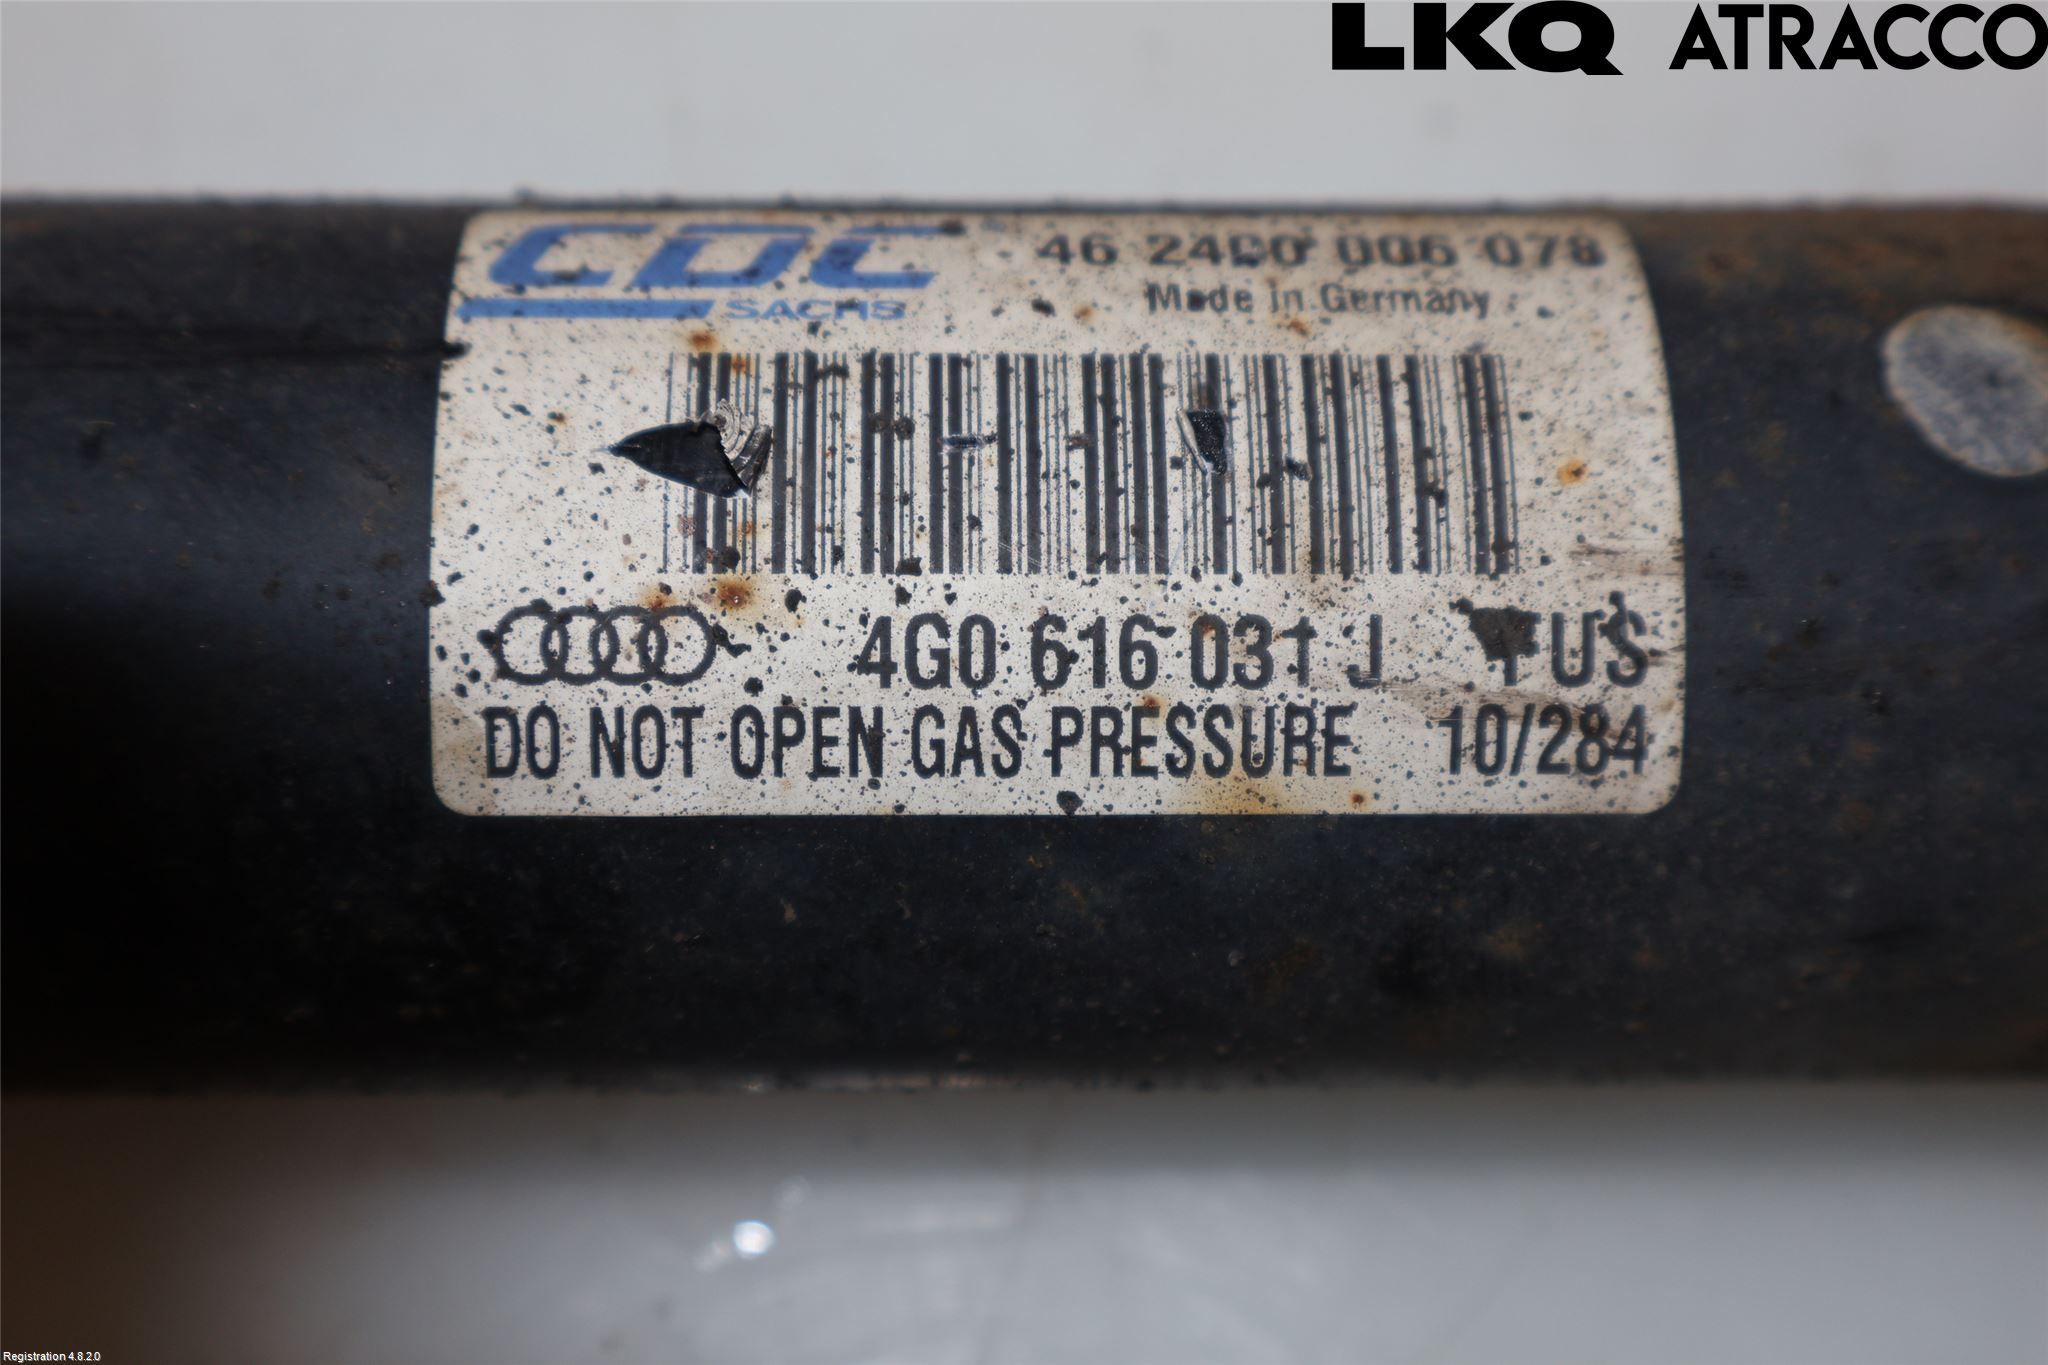 LKQ ATRACCO
CDC
SACHS
46 2400 006 078
Made in Germany
4G0 616 031 J US
DO NOT OPEN GAS PRESSURE 10/284
Registration 4.8.2.0